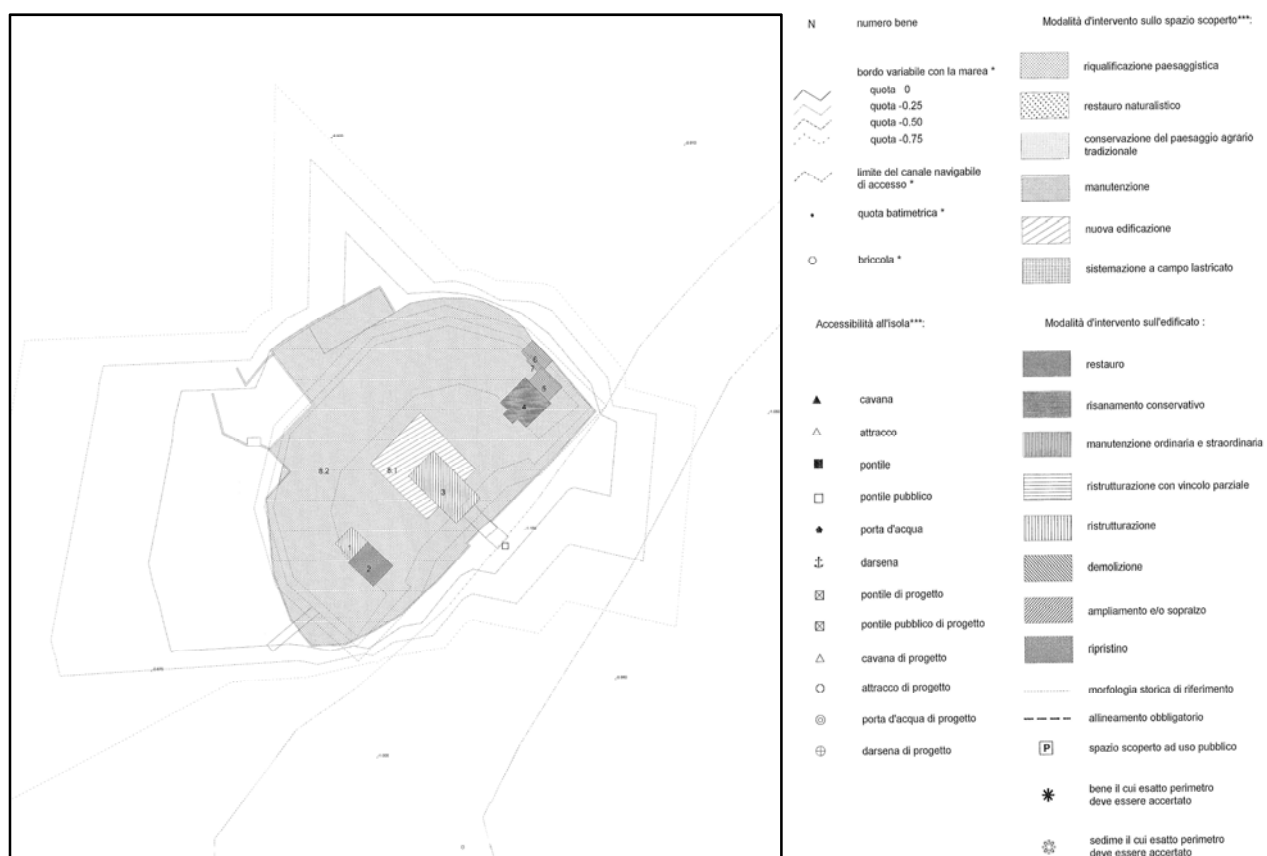 N numero bene
bordo variabile con la marea *
quota 0
quota -0.25
quota -0.50
quota -0.75
limite del canale navigabile
di accesso *
quota batimetrica *
briccola *
Accessibilità all'isola***:
cavana
attracco
pontile
pontile pubblico
porta d'acqua
darsena
pontile di progetto
pontile pubblico di progetto
cavana di progetto
attracco di progetto
porta d'acqua di progetto
darsena di progetto
Modalità d'intervento sullo spazio scoperto***:
riqualificazione paesaggistica
restauro naturalistico
conservazione del paesaggio agrario
tradizionale
manutenzione
nuova edificazione
sistemazione a campo lastricato
Modalità d'intervento sull'edificato :
restauro
risanamento conservativo
manutenzione ordinaria e straordinaria
ristrutturazione con vincolo parziale
ristrutturazione
demolizione
ampliamento e/o sopralzo
ripristino
morfologia storica di riferimento
allineamento obbligatorio
P spazio scoperto ad uso pubblico
bene il cui esatto perimetro
deve essere accertato
sedime il cui esatto perimetro
deve essere accertato
6
7
5
4
8.2
8.1
3
1
2